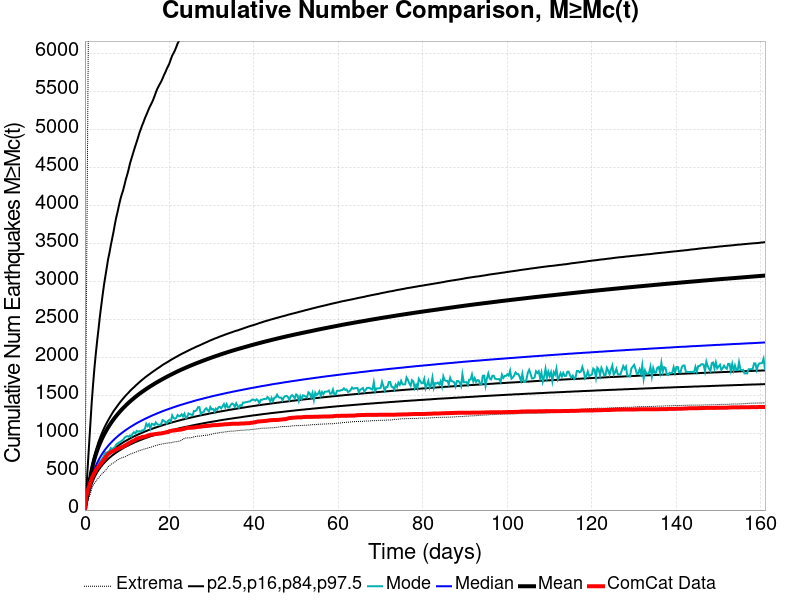 Cumulative Number Comparison, M≥Mc(t)
Cumulative Num Earthquakes M≥Mc(t)
6000
5500
5000
4500
4000
3500
3000
2500
2000
1500
1000
500
0
0 20 40 60 80 100 120 140 160
Time (days)
Extrema p2.5,p16,p84,p97.5 Mode Median Mean ComCat Data